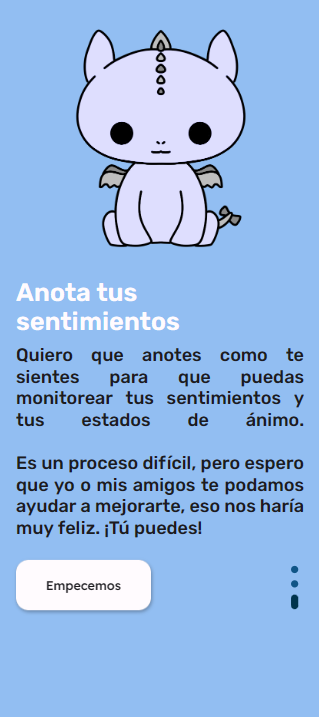 Anota tus
sentimientos
Quiero que anotes como te
sientes para que puedas
monitorear tus sentimientos y
tus estados de ánimo.
Es un proceso difícil, pero espero
que yo o mis amigos te podamos
ayudar a mejorarte, eso nos haría
muy feliz. ¡Tú puedes!
Empecemos